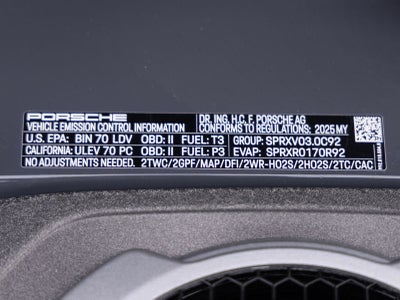 PORSCHE DR. ING. H.C. F. PORSCHE AG
VEHICLE EMISSION CONTROL INFORMATION CONFORMS TO REGULATIONS: 2025 MY
U.S. EPA: BIN 70 LDV OBD: II FUEL: T3 GROUP: SPRXV03.0C92
CALIFORNIA: ULEV 70 PC OBD: II FUEL: P3 EVAP: SPRXR0170R92
NO ADJUSTMENTS NEEDED. 2TWC/2GPF/MAP/DFI/2WR-HO2S/2HO2S/2TC/CAC